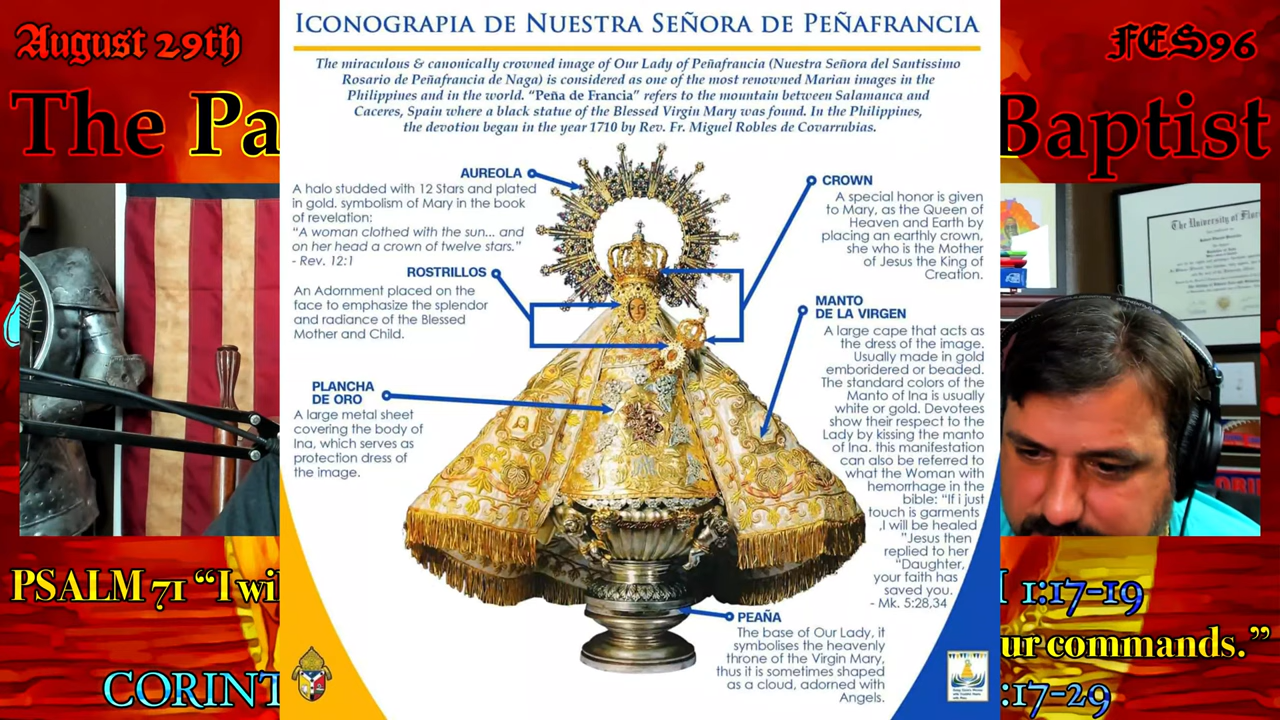 August 29th
FES96
The Pa
Baptist
ICONOGRAPIA DE NUESTRA SEÑORA DE PEÑAFRANCIA
The miraculous & canonically crowned image of Our Lady of Peñafrancia (Nuestra Señora del Santissimo
Rosario de Peñafrancia de Naga) is considered as one of the most renowned Marian images in the
Philippines and in the world. “Peña de Francia” refers to the mountain between Salamanca and
Caceres, Spain where a black statue of the Blessed Virgin Mary was found. In the Philippines,
the devotion began in the year 1710 by Rev. Fr. Miguel Robles de Covarrubias.
AUREOLA
A halo studded with 12 Stars and plated
in gold. symbolism of Mary in the book
of revelation:
“A woman clothed with the sun... and
on her head a crown of twelve stars.”
- Rev. 12:1
ROSTRILLOS
An Adornment placed on the
face to emphasize the splendor
and radiance of the Blessed
Mother and Child.
PLANCHA
DE ORO
A large metal sheet
covering the body of
Ina, which serves as
protection dress of
the image.
CROWN
A special honor is given
to Mary, as the Queen of
Heaven and Earth by
placing an earthly crown,
she who is the Mother
of Jesus the King of
Creation.
MANTO
DE LA VIRGEN
A large cape that acts as
the dress of the image.
Usually made in gold
emboridered or beaded.
The standard colors of the
Manto of Ina is usually
white or gold. Devotees
show their respect to the
Lady by kissing the manto
of Ina. this manifestation
can also be referred to
what the Woman with
hemorrhage in the
bible: “If i just
touch is garments
,I will be healed
"Jesus then
replied to her
“Daughter,
your faith has
saved you.
- Mk. 5:28,34
PEAÑA
The base of Our Lady, it
symbolises the heavenly
throne of the Virgin Mary,
thus it is sometimes shaped
as a cloud, adorned with
Angels.
The University of Flor
PSALM 71 “I wil
1:17-19
ur commands.”
CORINT
:17-29